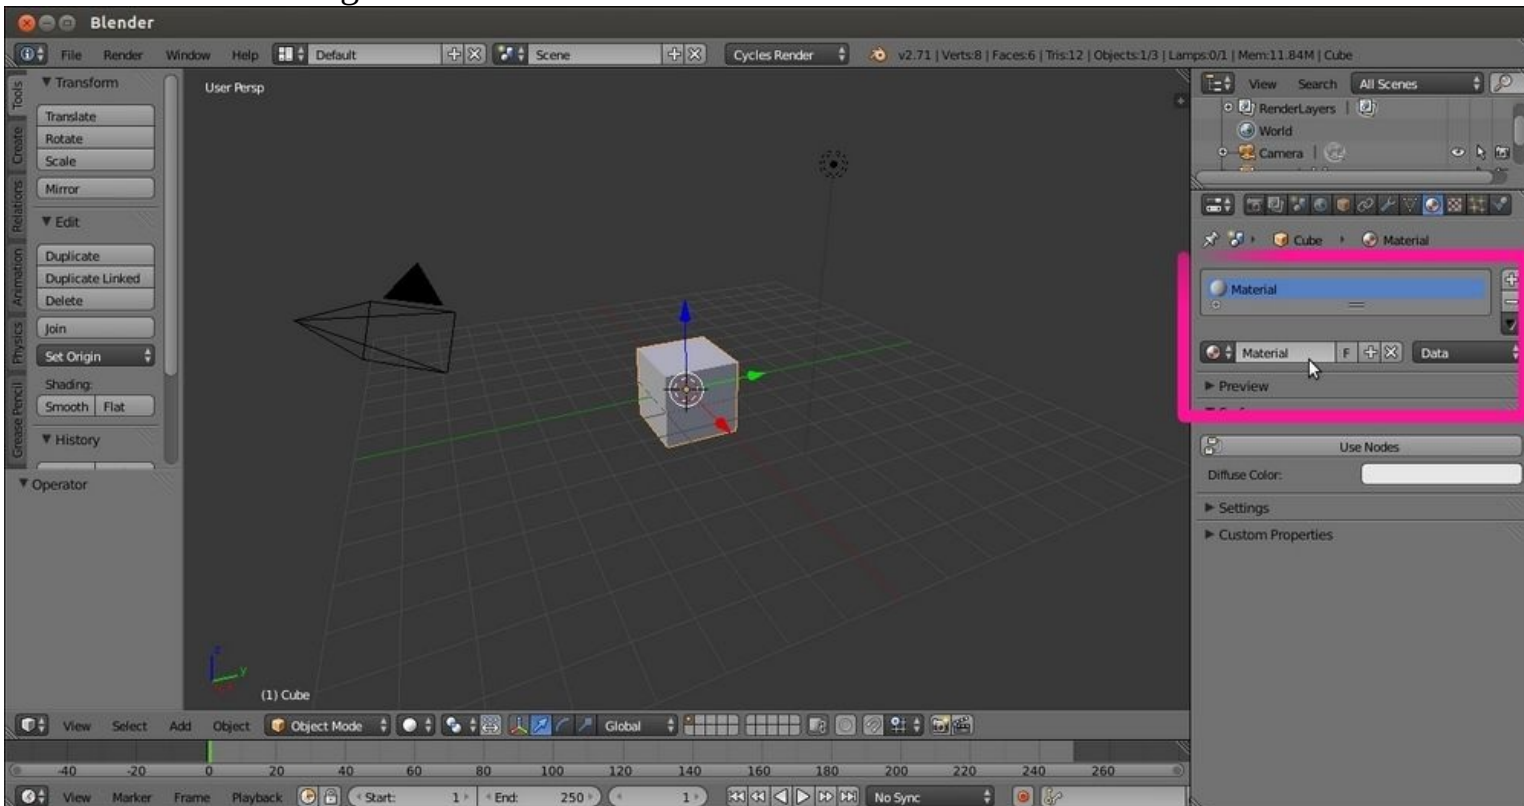 Blender
File Render Window Help Default Scene Cycles Render v2.71 | Verts:8 | Faces:6 | Tris:12 | Objects:1/3 | Lamps:0/1 | Mem:11.84M | Cube
Tools
Create
Relations
Animation
Physics
Grease Pencil
Transform
Translate
Rotate
Scale
Mirror
Edit
Duplicate
Duplicate Linked
Delete
Join
Set Origin
Shading:
Smooth Flat
History
Operator
User Persp
z
y
(1) Cube
View Search All Scenes
RenderLayers
World
Camera
Cube Material
Material
Material F Data
Preview
Use Nodes
Diffuse Color:
Settings
Custom Properties
View Select Add Object Object Mode Global
-40 -20 0 20 40 60 80 100 120 140 160 180 200 220 240 260
View Marker Frame Playback Start: 1 End: 250 1 No Sync